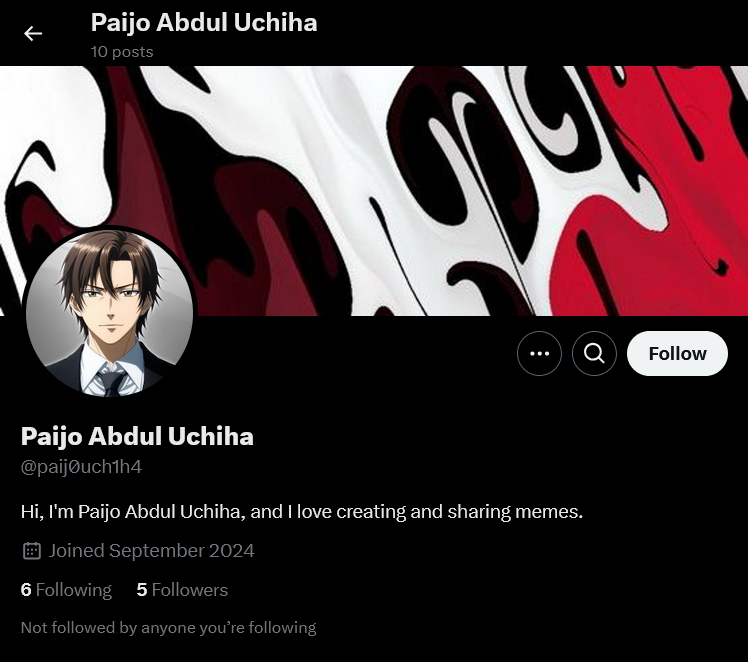 Paijo Abdul Uchiha
10 posts
Follow
Paijo Abdul Uchiha
@paij0uch1h4
Hi, I'm Paijo Abdul Uchiha, and I love creating and sharing memes.
Joined September 2024
6 Following 5 Followers
Not followed by anyone you’re following